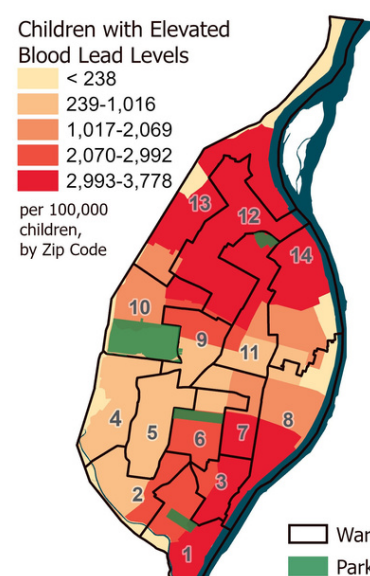 Children with Elevated
Blood Lead Levels
< 238
239-1,016
1,017-2,069
2,070-2,992
2,993-3,778
per 100,000
children,
by Zip Code
13
12
14
10
9
11
4
5
6
7
8
2
3
1
War
Park